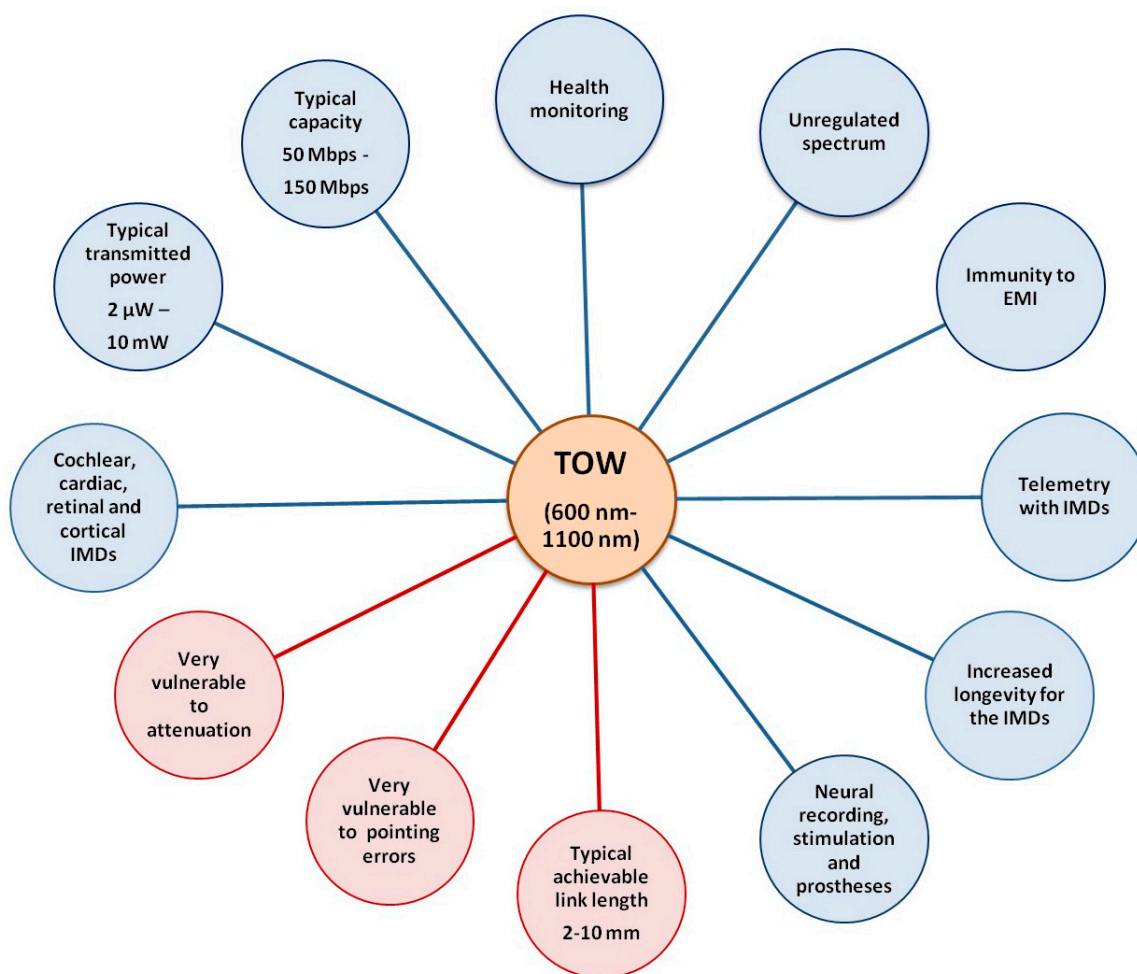 Health
monitoring
Unregulated
spectrum
Immunity to
EMI
Telemetry
with IMDs
Increased
longevity for
the IMDs
Neural
recording,
stimulation
and
prostheses
Typical
achievable
link length
2-10 mm
Very
vulnerable
to pointing
errors
Very
vulnerable
to
attenuation
Cochlear,
cardiac,
retinal and
cortical
IMDs
Typical
transmitted
power
2 μW –
10 mW
Typical
capacity
50 Mbps -
150 Mbps
TOW
(600 nm-
1100 nm)